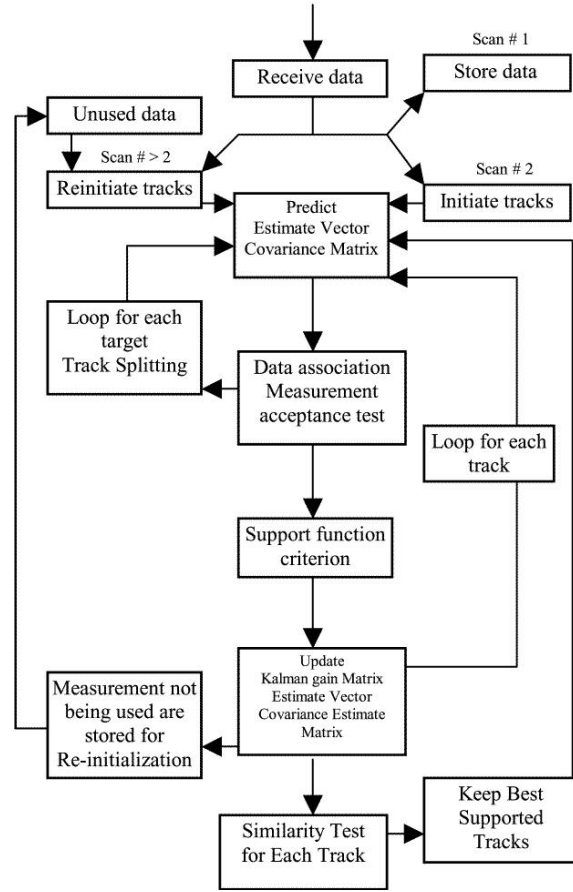 Scan # 1
Receive data
Store data
Unused data
Scan # > 2
Reinitiate tracks
Scan # 2
Initiate tracks
Predict
Estimate Vector
Covariance Matrix
Loop for each
target
Track Splitting
Data association
Measurement
acceptance test
Loop for each
track
Support function
criterion
Update
Kalman gain Matrix
Estimate Vector
Covariance Estimate
Matrix
Measurement not
being used are
stored for
Re-initialization
Similarity Test
for Each Track
Keep Best
Supported
Tracks